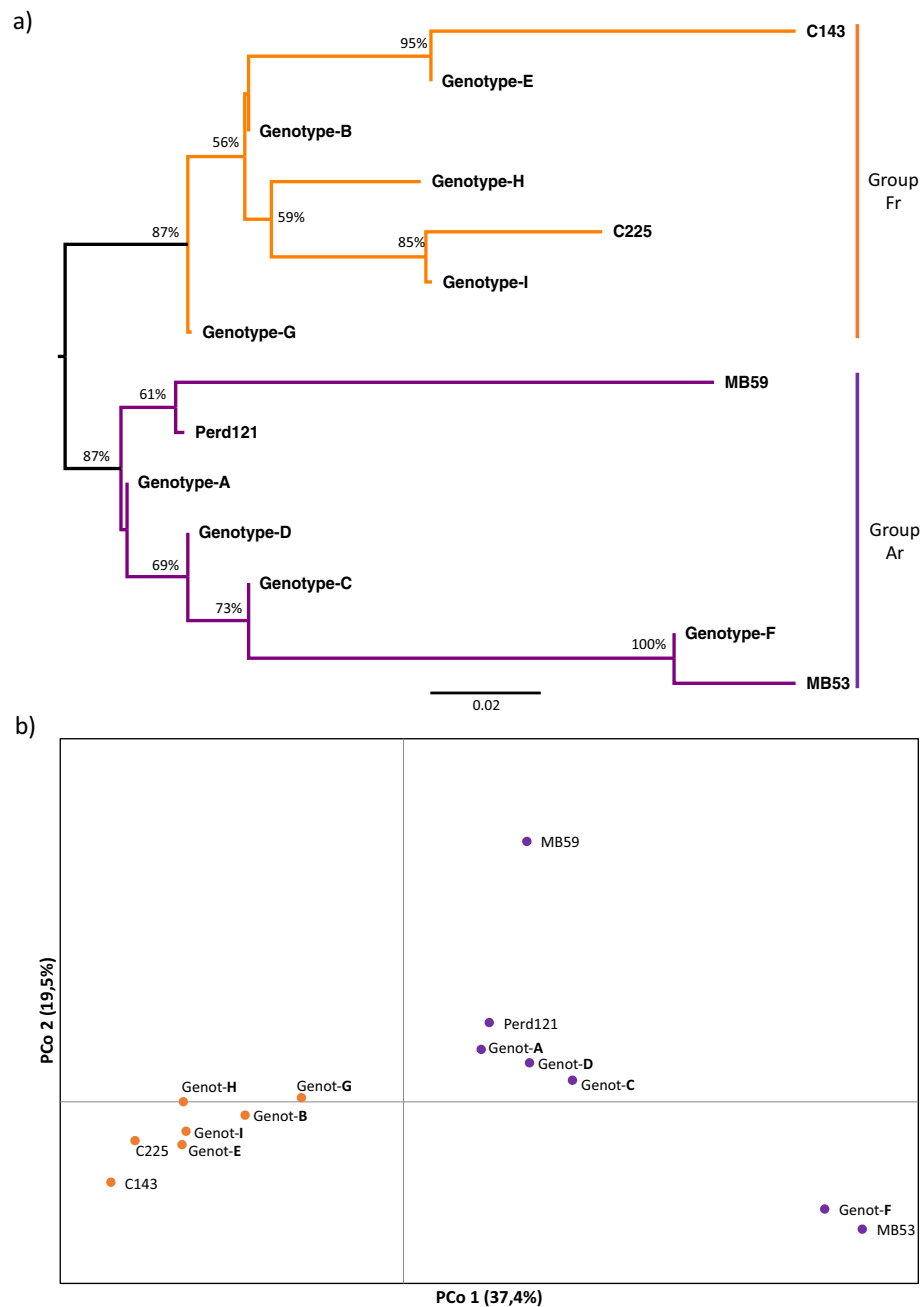 a)
C143
95%
Genotype-E
Genotype-B
56%
Genotype-H
Group
Fr
59%
C225
87%
85%
Genotype-I
Genotype-G
MB59
61%
Perd121
87%
Genotype-A
Genotype-D
Group
Ar
69%
Genotype-C
73%
Genotype-F
100%
MB53
0.02
b)
MB59
PCo 2 (19,5%)
Perd121
Genot-A
Genot-D
Genot-C
Genot-H
Genot-G
Genot-B
Genot-I
C225
Genot-E
C143
Genot-F
MB53
PCo 1 (37,4%)